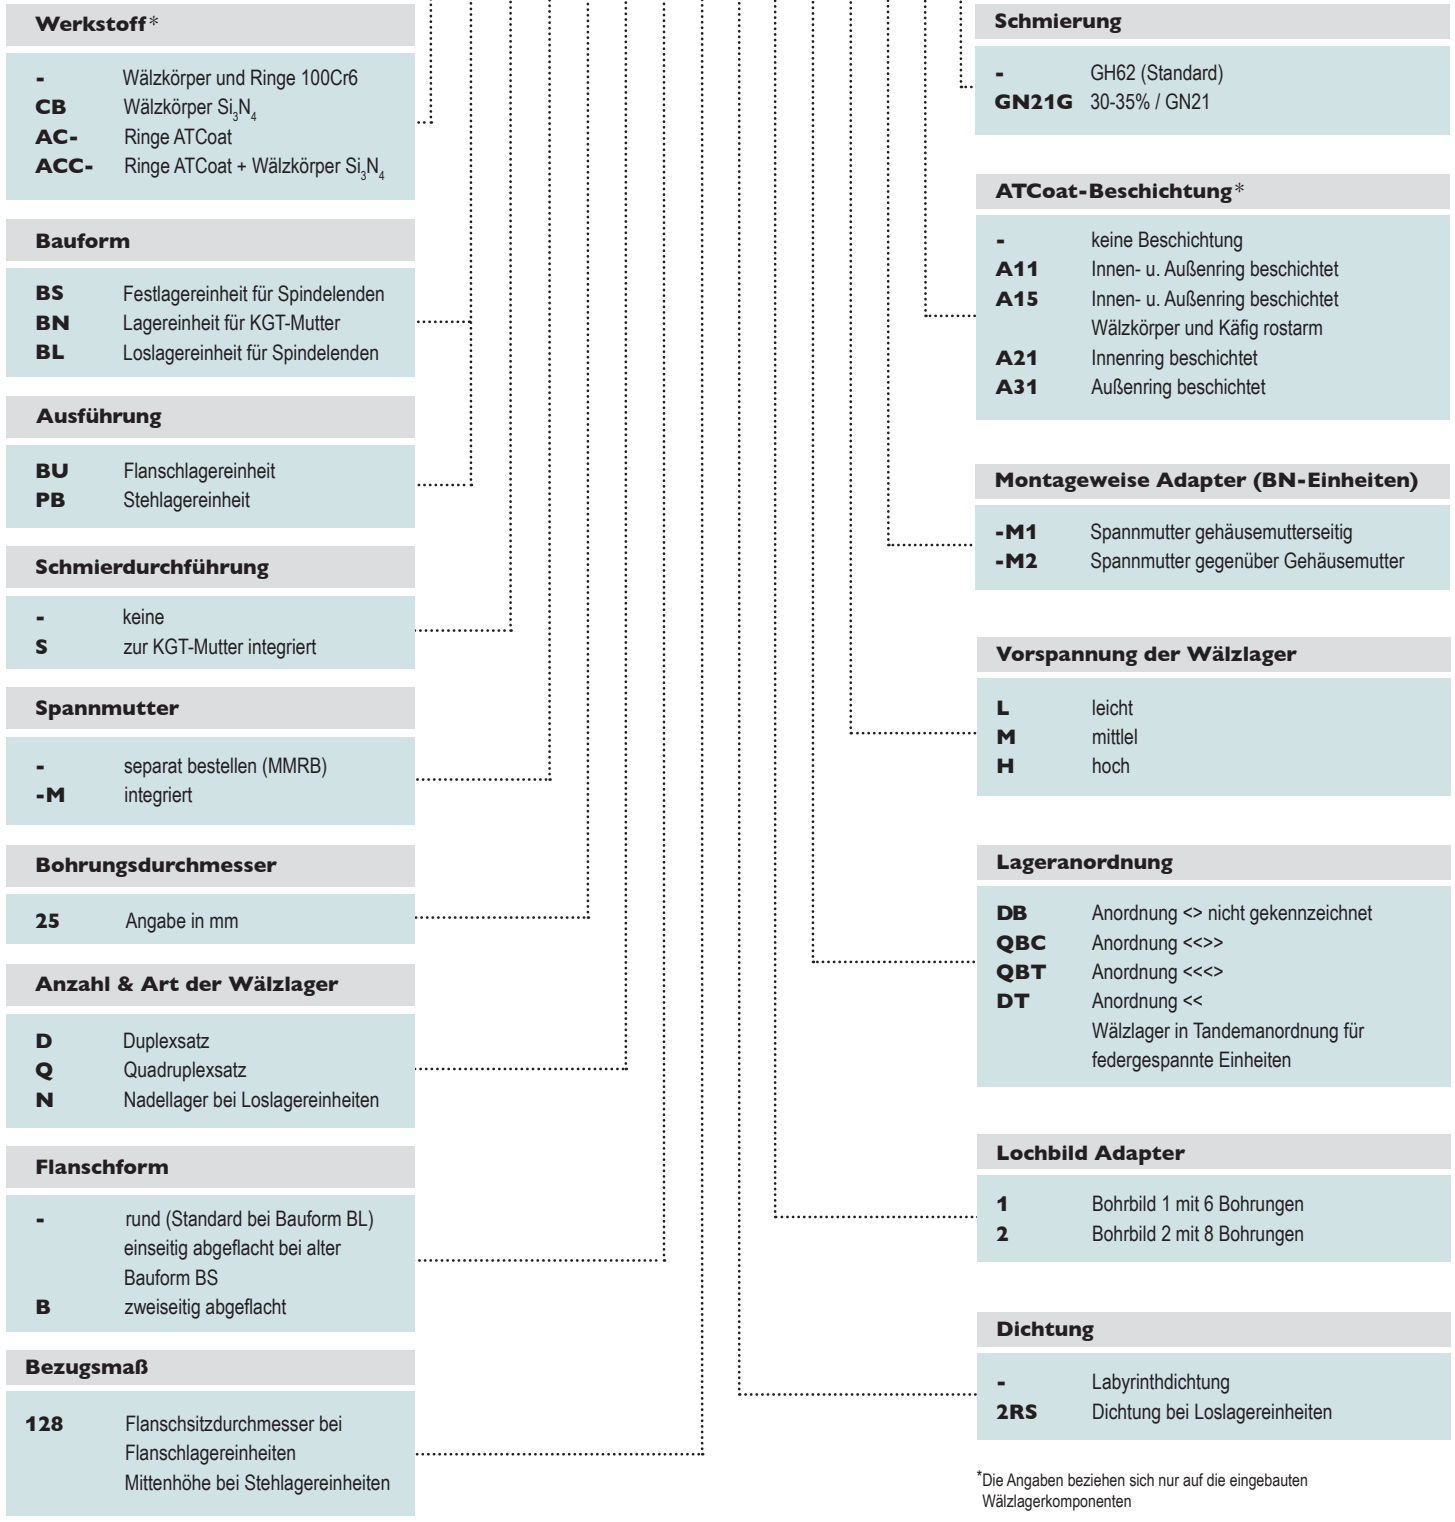 Werkstoff*
- Wälzkörper und Ringe 100Cr6
CB Wälzkörper Si₃N₄
AC- Ringe ATCoat
ACC- Ringe ATCoat + Wälzkörper Si₃N₄
Bauform
BS Festlagereinheit für Spindelenden
BN Lagereinheit für KGT-Mutter
BL Loslagereinheit für Spindelenden
Ausführung
BU Flanschlagereinheit
PB Stehlagereinheit
Schmierdurchführung
- keine
S zur KGT-Mutter integriert
Spannmutter
- separat bestellen (MMRB)
-M integriert
Bohrungsdurchmesser
25 Angabe in mm
Anzahl & Art der Wälzlager
D Duplexsatz
Q Quadruplexsatz
N Nadellager bei Loslagereinheiten
Flanschform
- rund (Standard bei Bauform BL)
einseitig abgeflacht bei alter
Bauform BS
B zweiseitig abgeflacht
Bezugsmaß
128 Flanschsitzdurchmesser bei
Flanschlagereinheiten
Mittenhöhe bei Stehlagereinheiten
Schmierung
- GH62 (Standard)
GN21G 30-35% / GN21
ATCoat-Beschichtung*
- keine Beschichtung
A11 Innen- u. Außenring beschichtet
A15 Innen- u. Außenring beschichtet
Wälzkörper und Käfig rostarm
A21 Innenring beschichtet
A31 Außenring beschichtet
Montageweise Adapter (BN-Einheiten)
-M1 Spannmutter gehäusemutterseitig
-M2 Spannmutter gegenüber Gehäusemutter
Vorspannung der Wälzlager
L leicht
M mittlel
H hoch
Lageranordnung
DB Anordnung <> nicht gekennzeichnet
QBC Anordnung <<>>
QBT Anordnung <<<>
DT Anordnung <<
Wälzlager in Tandemanordnung für
federgespannte Einheiten
Lochbild Adapter
1 Bohrbild 1 mit 6 Bohrungen
2 Bohrbild 2 mit 8 Bohrungen
Dichtung
- Labyrinthdichtung
2RS Dichtung bei Loslagereinheiten
*Die Angaben beziehen sich nur auf die eingebauten
Wälzlagerkomponenten